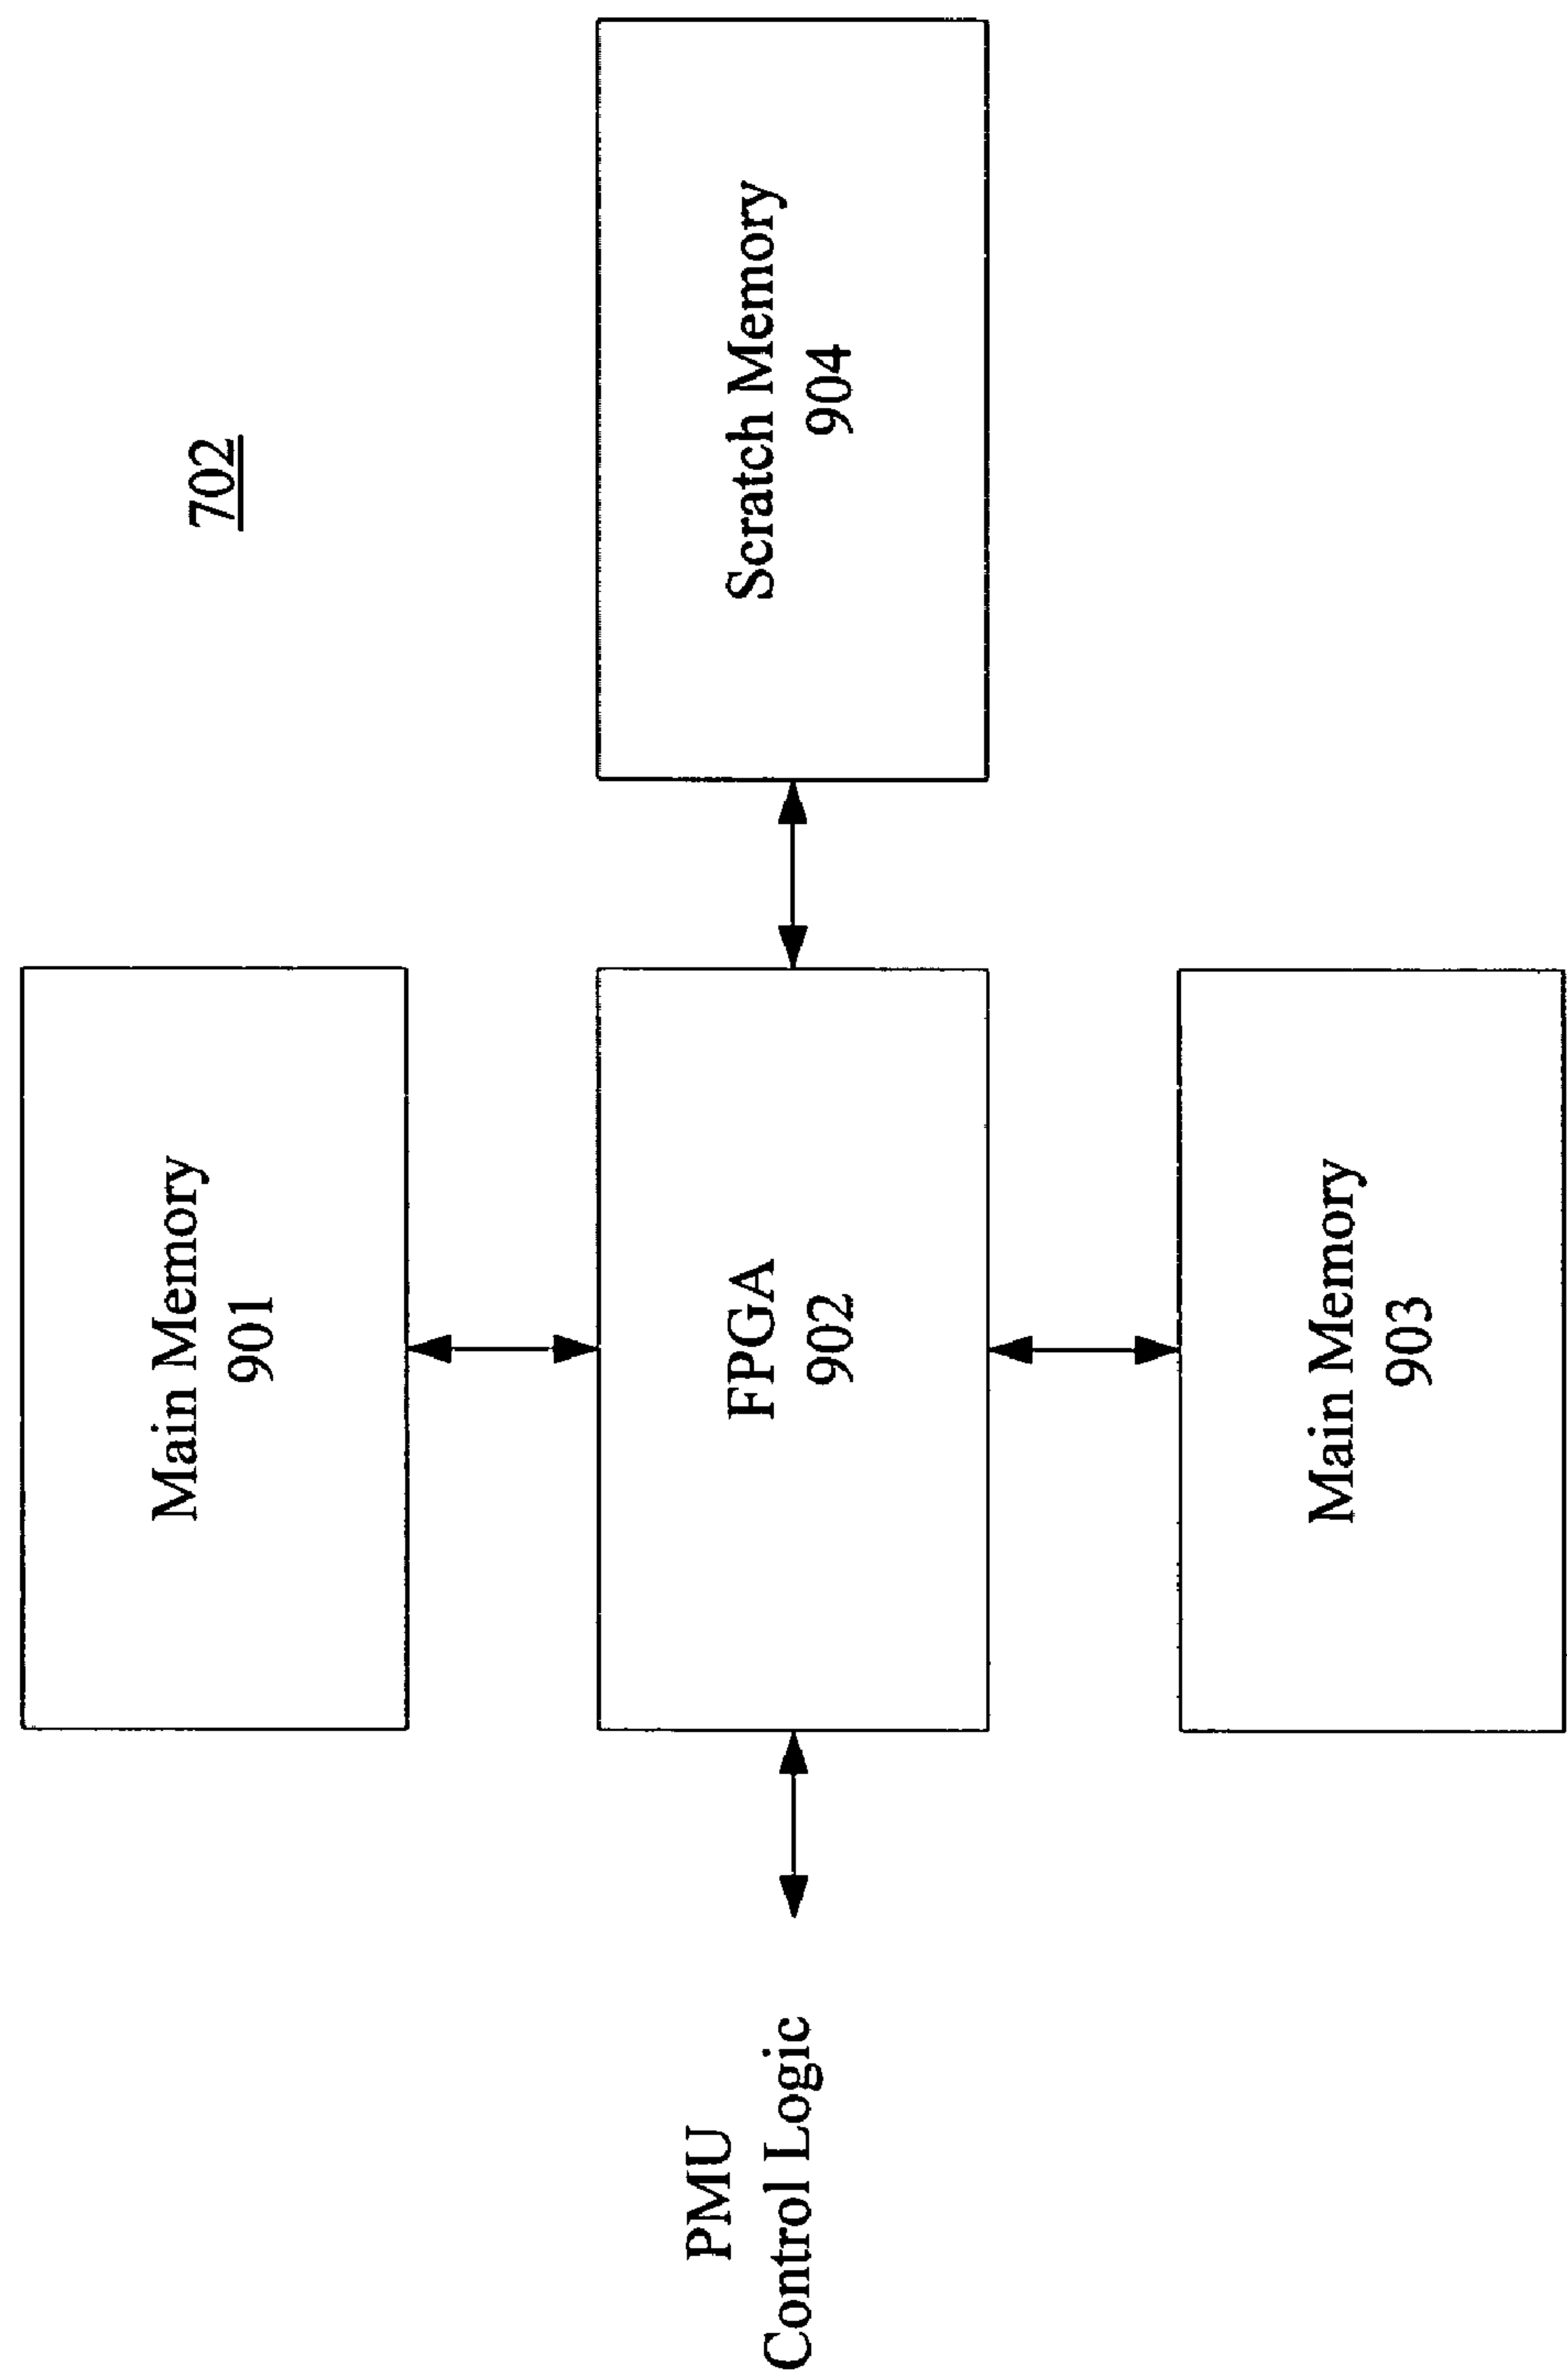 702
Main Memory
901
PMU
Control Logic
FPGA
902
Scratch Memory
904
Main Memory
903